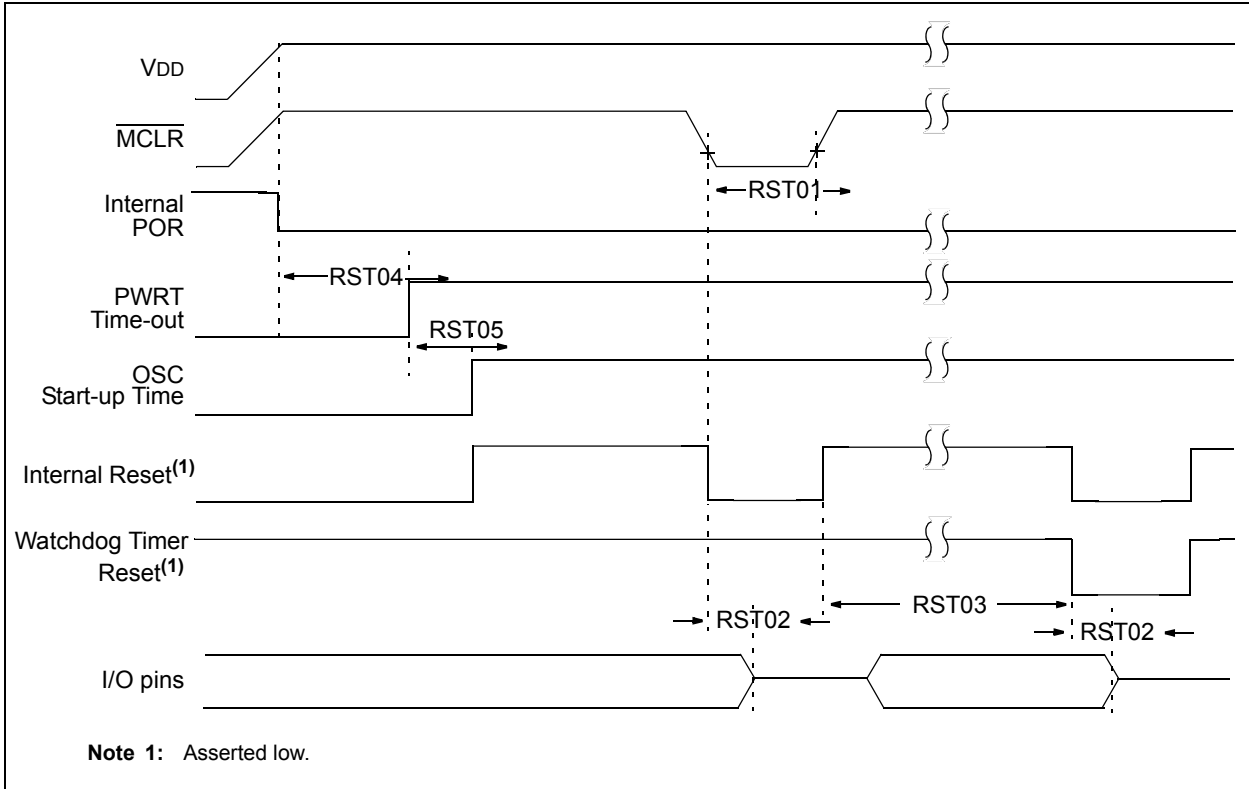 VDD
MCLR
RST01
Internal
POR
RST04
PWRT
Time-out
RST05
OSC
Start-up Time
Internal Reset(1)
Watchdog Timer
Reset(1)
RST03
RST02
RST02
I/O pins
Note 1: Asserted low.